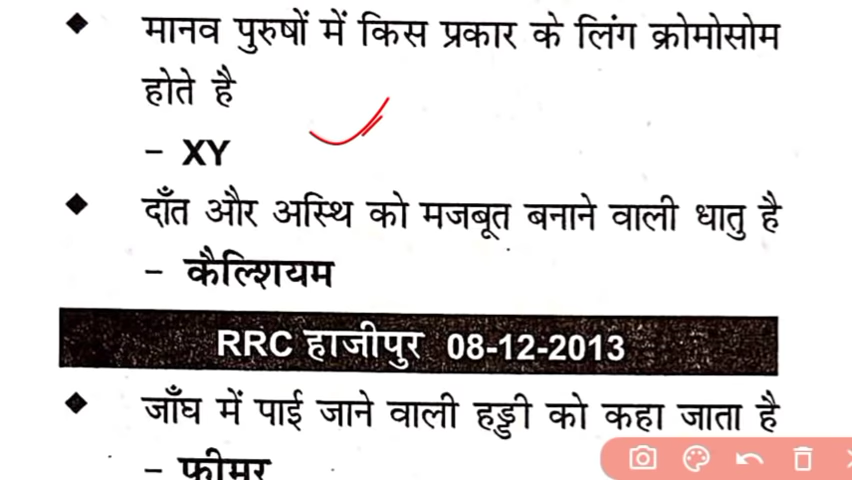 ◆ मानव पुरुषों में किस प्रकार के लिंग क्रोमोसोम
होते है
– XY
◆ दाँत और अस्थि को मजबूत बनाने वाली धातु है
– कैल्शियम
RRC हाजीपुर 08-12-2013
◆ जाँघ में पाई जाने वाली हड्डी को कहा जाता है
– फीमर